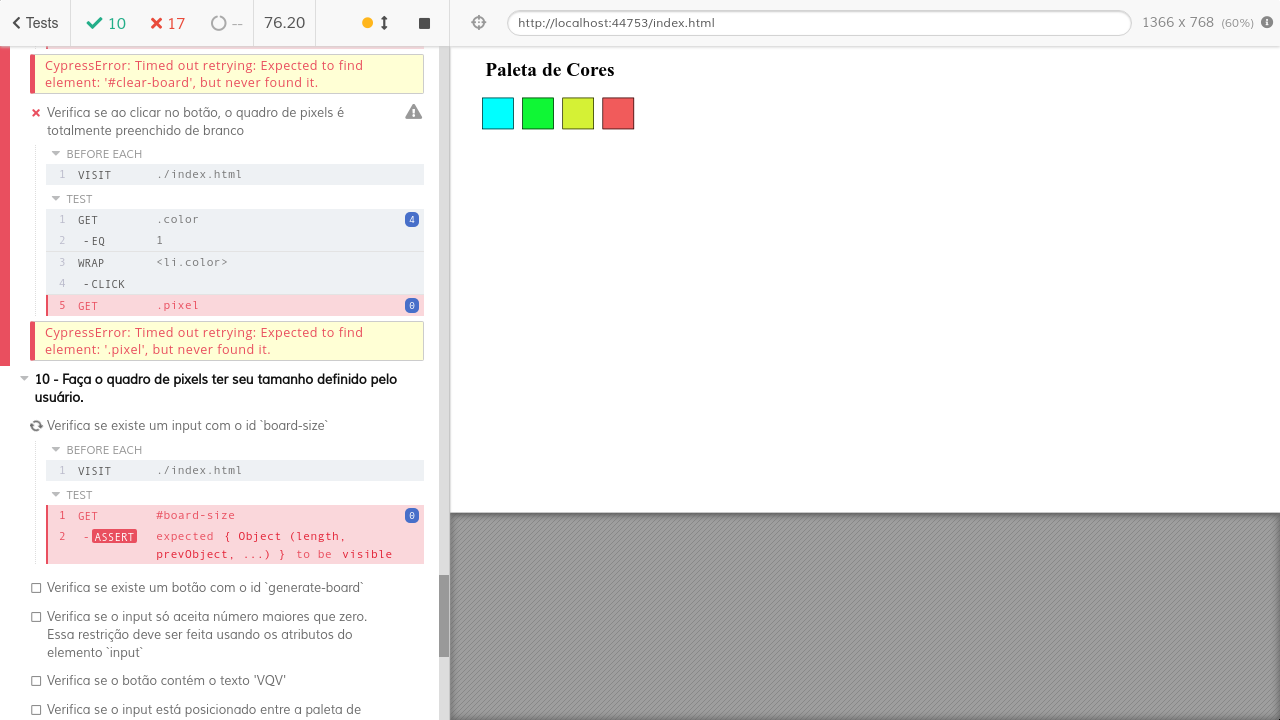 Tests 10 17 -- 76.20
http://localhost:44753/index.html 1366 x 768 (60%)
CypressError: Timed out retrying: Expected to find
element: '#clear-board', but never found it.
Verifica se ao clicar no botão, o quadro de pixels é
totalmente preenchido de branco
BEFORE EACH
1 VISIT ./index.html
TEST
1 GET .color 4
2 -EQ 1
3 WRAP <li.color>
4 -CLICK
5 GET .pixel 0
CypressError: Timed out retrying: Expected to find
element: '.pixel', but never found it.
10 - Faça o quadro de pixels ter seu tamanho definido pelo
usuário.
Verifica se existe um input com o id `board-size`
BEFORE EACH
1 VISIT ./index.html
TEST
1 GET #board-size 0
2 -ASSERT expected { Object (length,
prevObject, ...) } to be visible
Verifica se existe um botão com o id `generate-board`
Verifica se o input só aceita número maiores que zero.
Essa restrição deve ser feita usando os atributos do
elemento `input`
Verifica se o botão contém o texto 'VQV'
Verifica se o input está posicionado entre a paleta de
Paleta de Cores